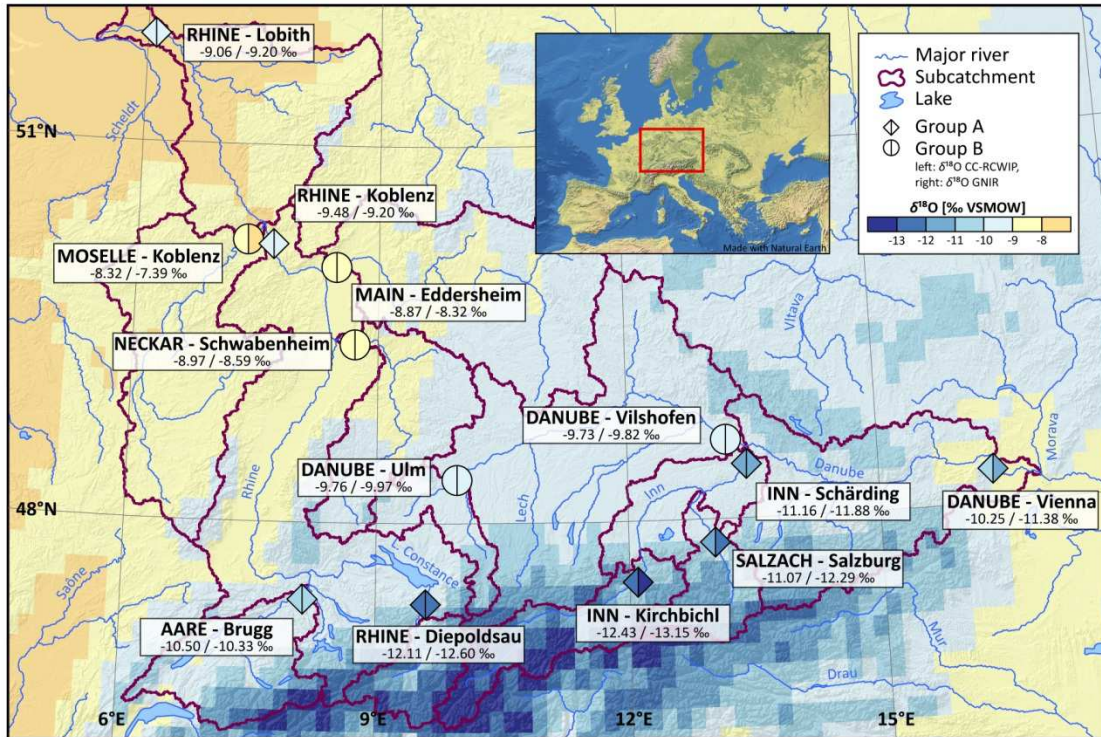 RHINE - Lobith
-9.06 / -9.20 ‰
Scheldt
51°N
RHINE - Koblenz
-9.48 / -9.20 ‰
MOSELLE - Koblenz
-8.32 / -7.39 ‰
MAIN - Eddersheim
-8.87 / -8.32 ‰
NECKAR - Schwabenheim
-8.97 / -8.59 ‰
Made with Natural Earth
Major river
Subcatchment
Lake
Group A
Group B
left: δ¹⁸O CC-RCWIP,
right: δ¹⁸O GNIR
δ¹⁸O [‰ VSMOW]
-13 -12 -11 -10 -9 -8
Vltava
DANUBE - Vilshofen
-9.73 / -9.82 ‰
DANUBE - Ulm
-9.76 / -9.97 ‰
Rhine
Lech
Inn
Danube
Morava
INN - Schärding
-11.16 / -11.88 ‰
DANUBE - Vienna
-10.25 / -11.38 ‰
48°N
L. Constance
Saône
SALZACH - Salzburg
-11.07 / -12.29 ‰
AARE - Brugg
-10.50 / -10.33 ‰
RHINE - Diepoldsau
-12.11 / -12.60 ‰
INN - Kirchbichl
-12.43 / -13.15 ‰
Mur
Drau
6°E 9°E 12°E 15°E